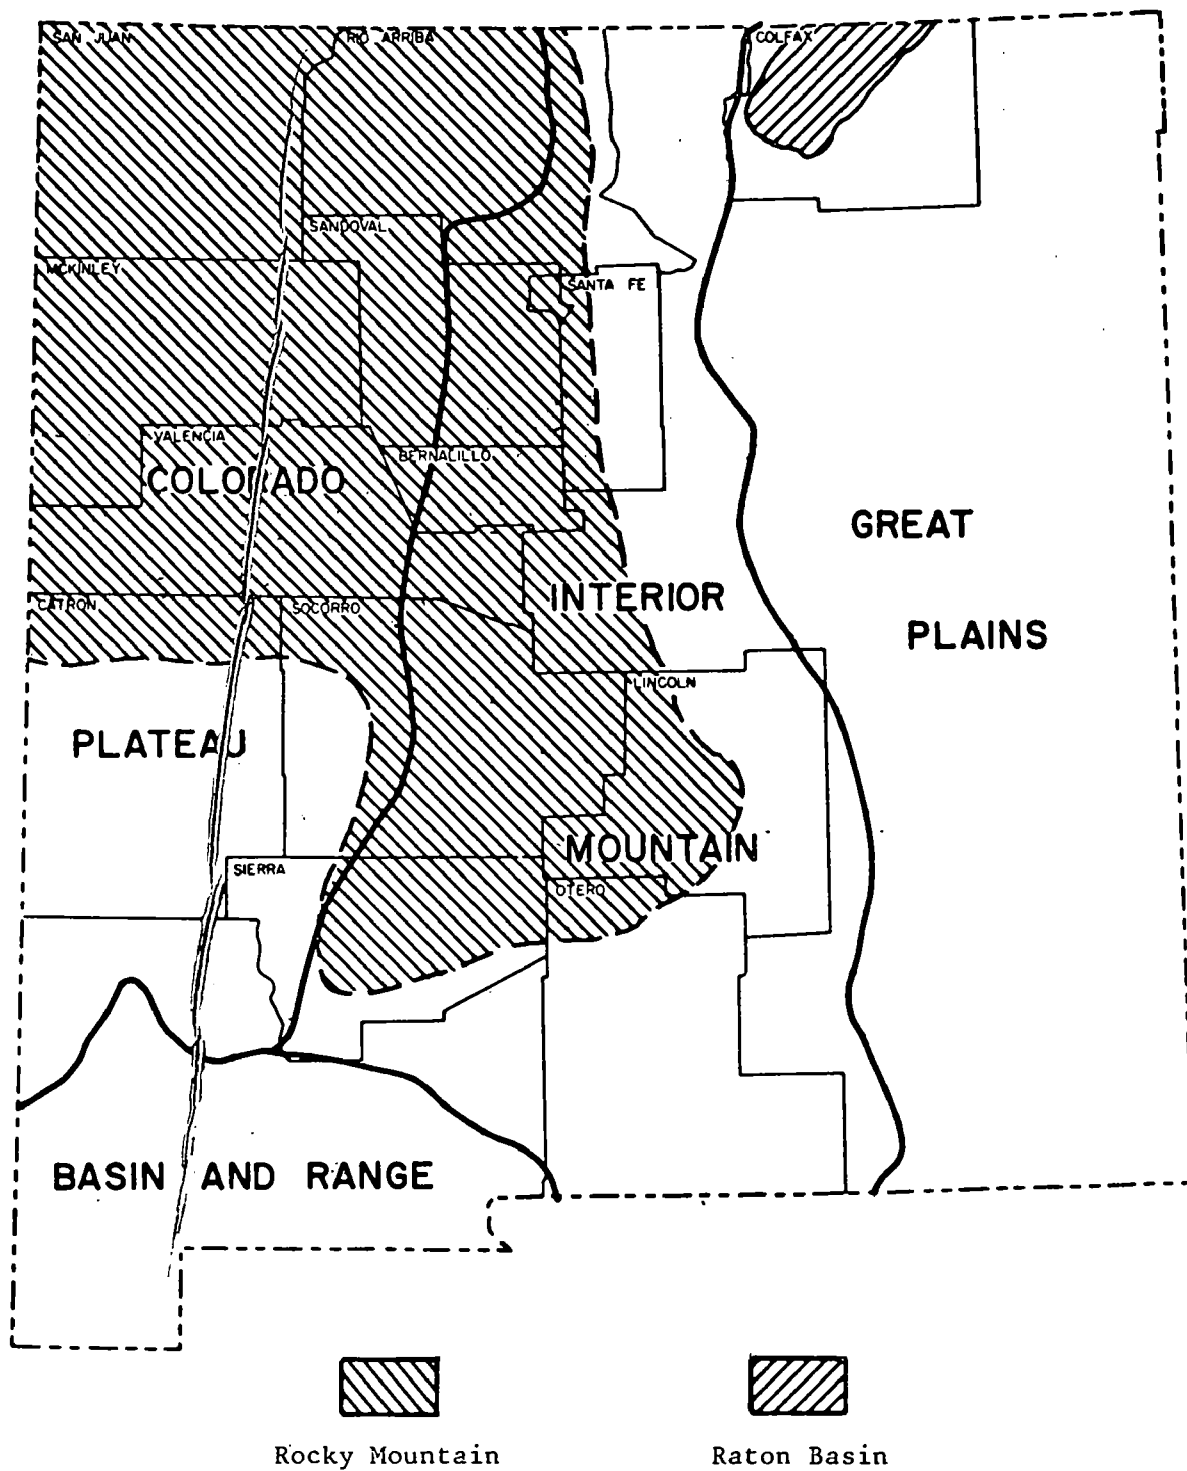 SAN JUAN
RIO ARRIBA
COLFAX
SANDOVAL
MCKINLEY
SANTA FE
VALENCIA
BERNALILLO
COLORADO
GREAT
INTERIOR
CATRON
SOCORRO
PLAINS
LINCOLN
PLATEAU
MOUNTAIN
SIERRA
OTERO
BASIN AND RANGE
Rocky Mountain
Raton Basin